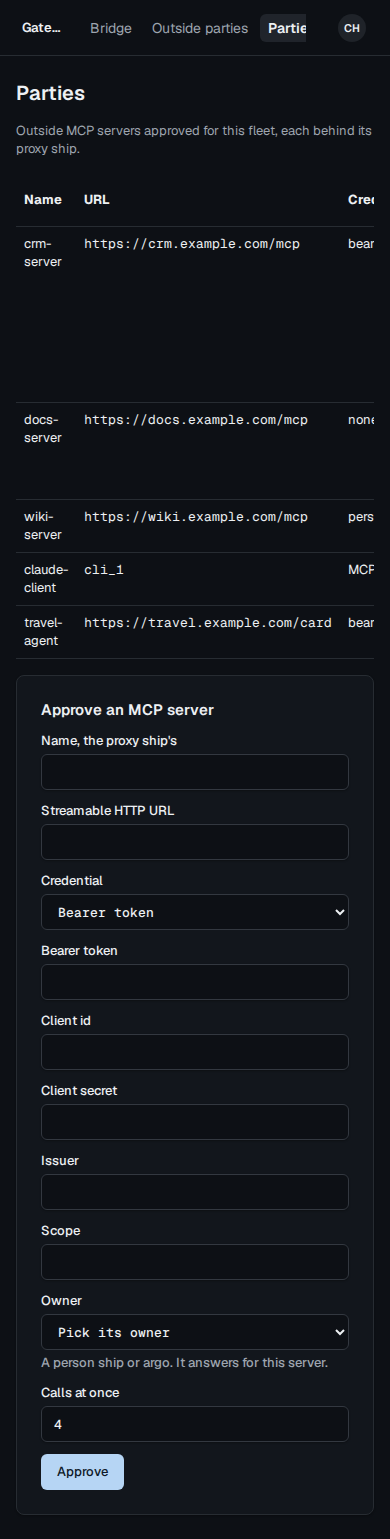 Gate...
Bridge
Outside parties
Partie
CH
Parties
Outside MCP servers approved for this fleet, each behind its
proxy ship.
Name URL Cred
crm-
server
https://crm.example.com/mcp
bear
docs-
server
https://docs.example.com/mcp
none
wiki-
server
https://wiki.example.com/mcp
pers
claude-
client
cli_1
MCP
travel-
agent
https://travel.example.com/card
bear
Approve an MCP server
Name, the proxy ship's
Streamable HTTP URL
Credential
Bearer token
Bearer token
Client id
Client secret
Issuer
Scope
Owner
Pick its owner
A person ship or argo. It answers for this server.
Calls at once
4
Approve